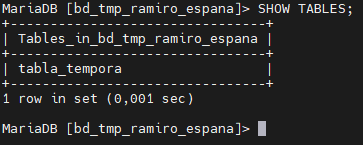 MariaDB [bd_tmp_ramiro_espana]> SHOW TABLES;
+--------------------------------+
| Tables_in_bd_tmp_ramiro_espana |
+--------------------------------+
| tabla_tempora                  |
+--------------------------------+
1 row in set (0,001 sec)
MariaDB [bd_tmp_ramiro_espana]>